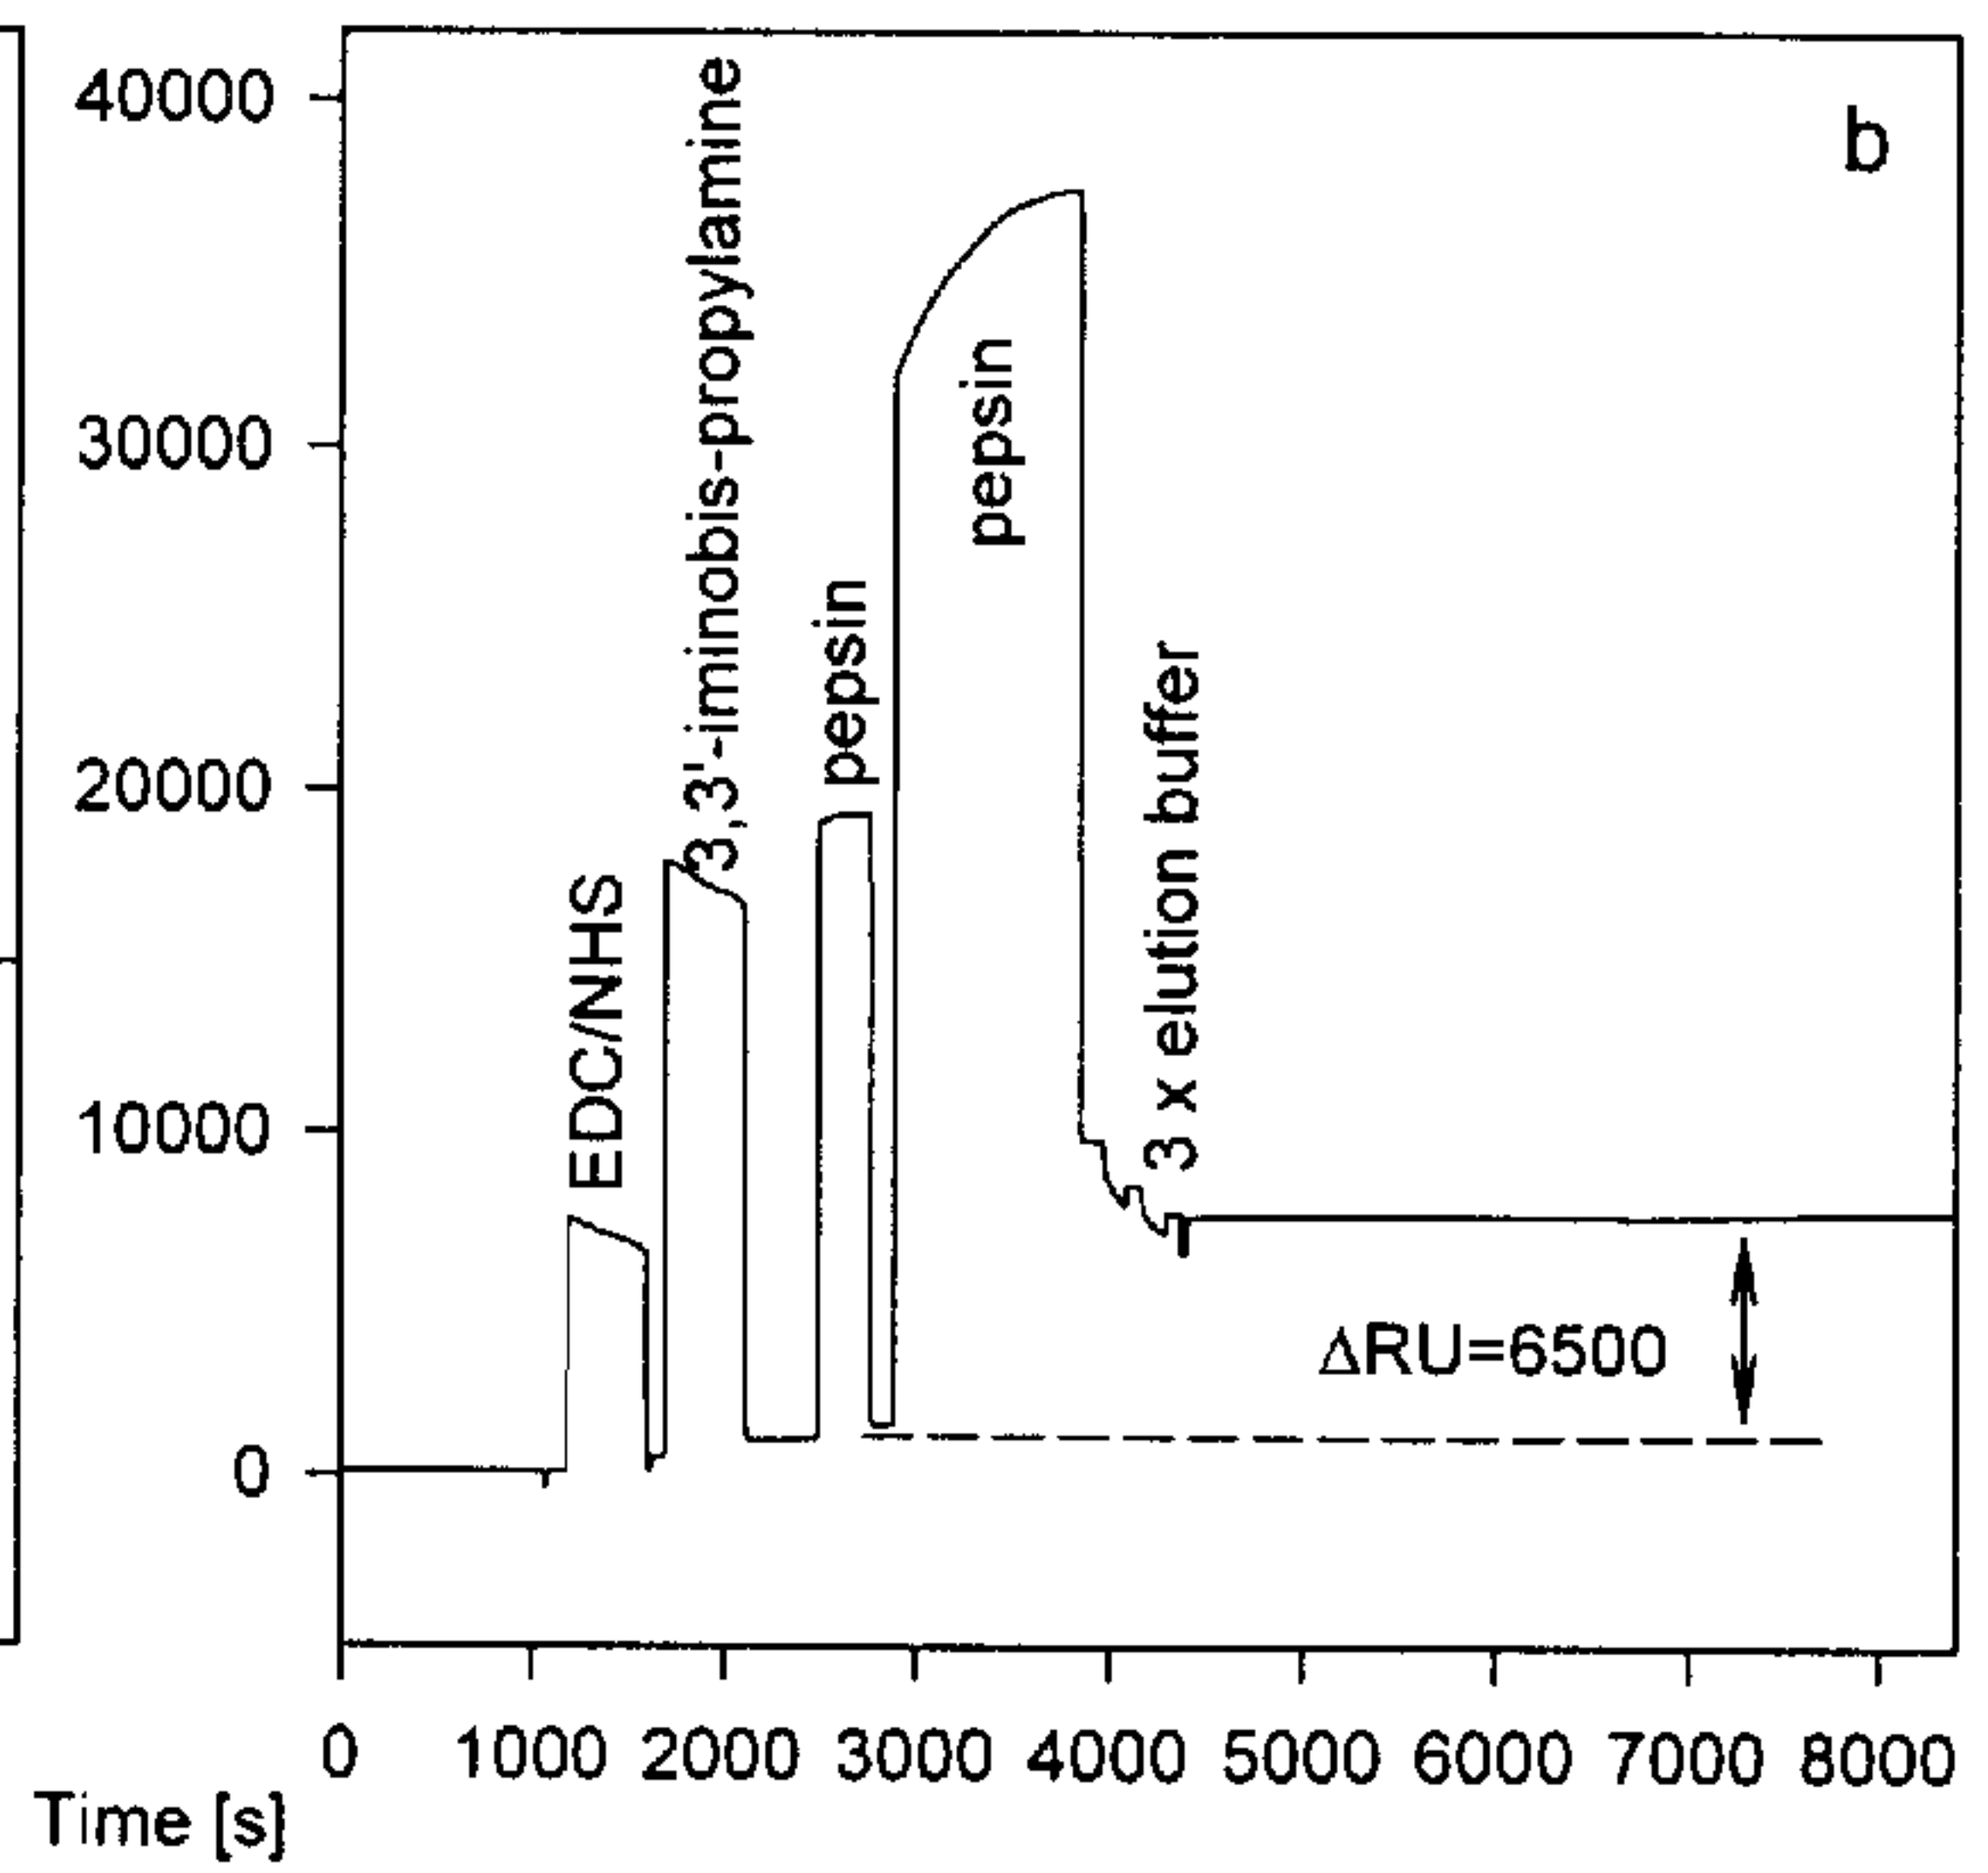 b
40000
30000
20000
10000
0
EDC/NHS
3,3'-iminobis-propylamine
pepsin
pepsin
3 x elution buffer
ΔRU=6500
0 1000 2000 3000 4000 5000 6000 7000 8000
Time [s]